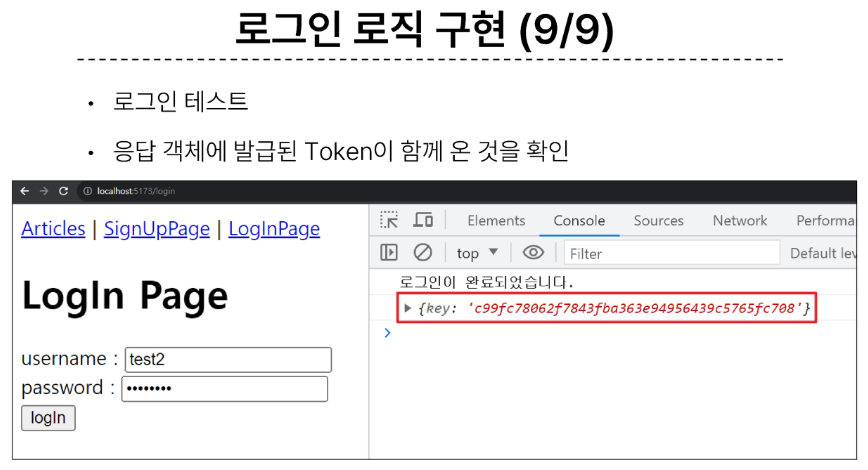 로그인 로직 구현 (9/9)
• 로그인 테스트
• 응답 객체에 발급된 Token이 함께 온 것을 확인
localhost:5173/login
Articles | SignUpPage | LogInPage
LogIn Page
username : test2
password : ••••••••
logIn
Elements Console Sources Network Performa
top ▼ Filter Default lev
로그인이 완료되었습니다.
▶ {key: 'c99fc78062f7843fba363e94956439c5765fc708'}
>